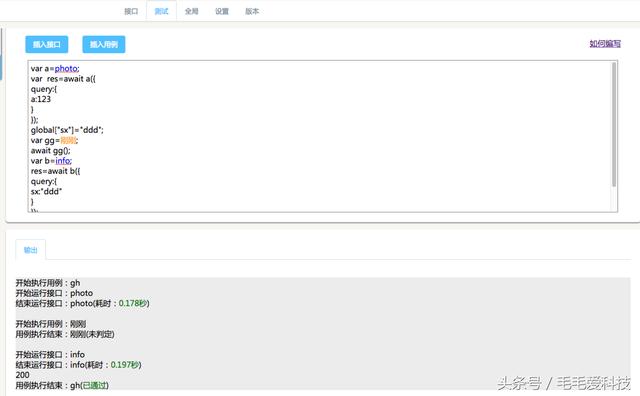 接口 测试 全局 设置 版本
插入接口 插入用例 如何编写
var a=photo;
var res=await a({
query:{
a:123
}
});
global["sx"]="ddd";
var gg=刚刚;
await gg();
var b=info;
res=await b({
query:{
sx:"ddd"
}
});
输出
开始执行用例：gh
开始运行接口：photo
结束运行接口：photo(耗时：0.178秒)
开始执行用例：刚刚
用例执行结束：刚刚(未判定)
开始运行接口：info
结束运行接口：info(耗时：0.197秒)
200
用例执行结束：gh(已通过)
头条号 / 毛毛爱科技